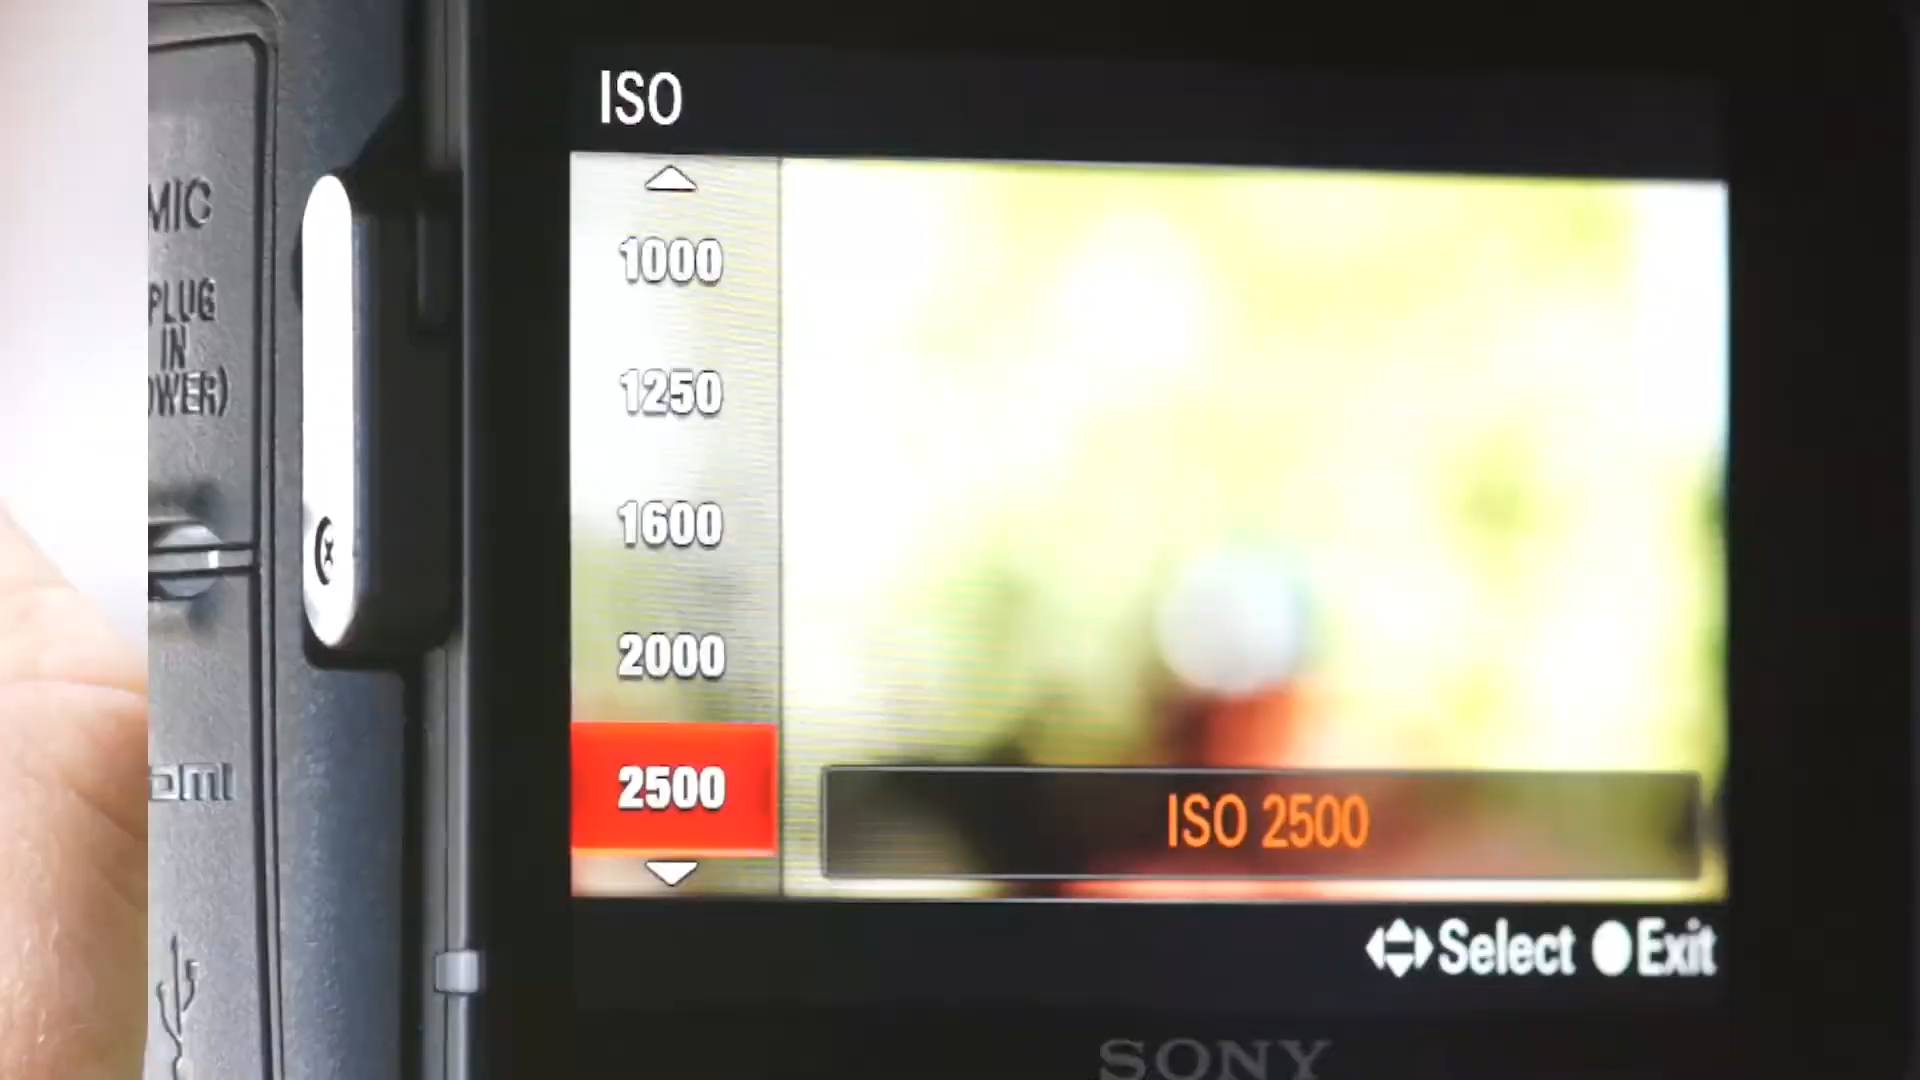 MIC
PLUG
IN
OWER)
ISO
1000
1250
1600
2000
2500
ISO 2500
Select Exit
SONY